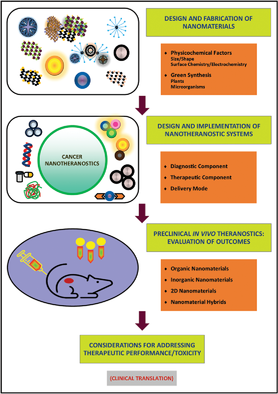 DESIGN AND FABRICATION OF
NANOMATERIALS
• Physicochemical Factors
Size/Shape
Surface Chemistry/Electrochemistry
• Green Synthesis
Plants
Microorganisms
DESIGN AND IMPLEMENTATION OF
NANOTHERANOSTIC SYSTEMS
CANCER
NANOTHERANOSTICS
• Diagnostic Component
• Therapeutic Component
• Delivery Mode
PRECLINICAL IN VIVO THERANOSTICS:
EVALUATION OF OUTCOMES
• Organic Nanomaterials
• Inorganic Nanomaterials
• 2D Nanomaterials
• Nanomaterial Hybrids
CONSIDERATIONS FOR ADDRESSING
THERAPEUTIC PERFORMANCE/TOXICITY
(CLINICAL TRANSLATION)